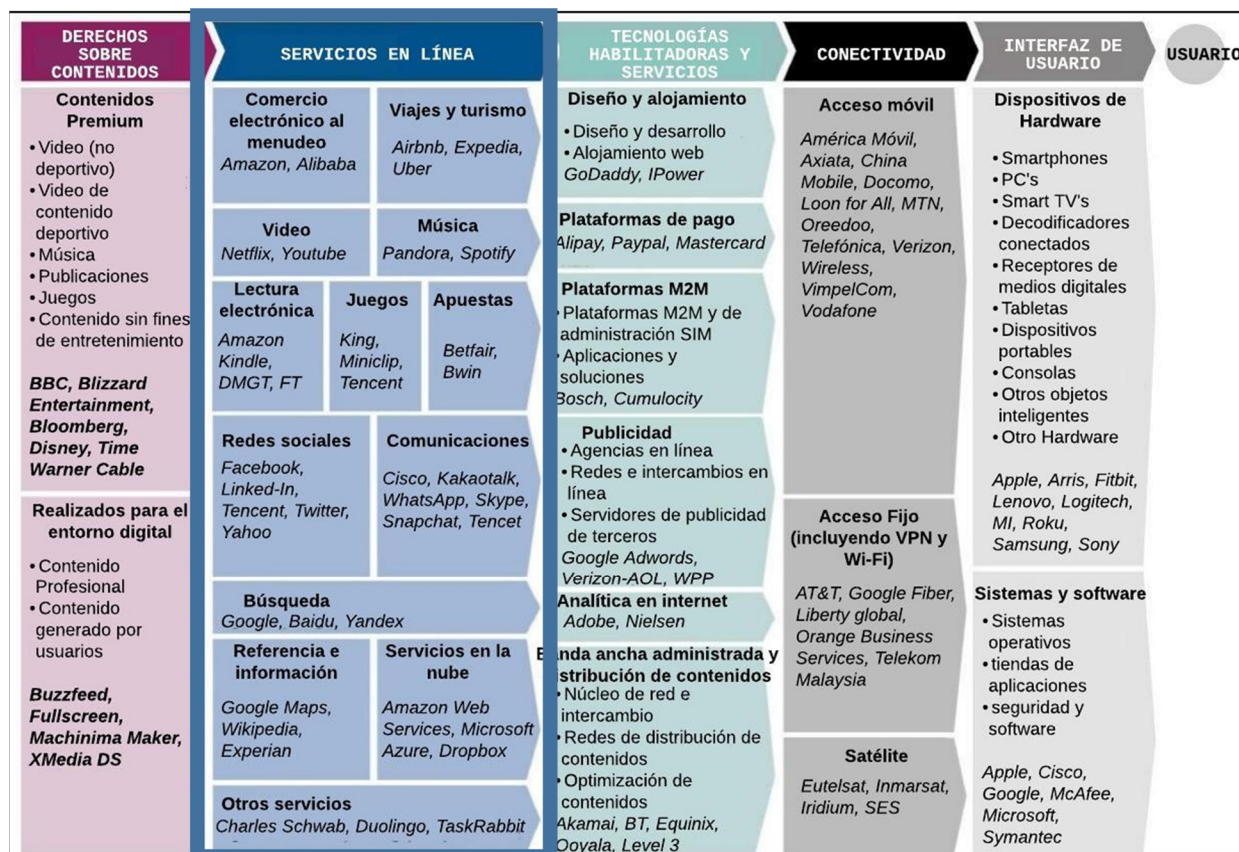 DERECHOS
SOBRE
CONTENIDOS
Contenidos
Premium
• Video (no
deportivo)
• Video de
contenido
deportivo
• Música
• Publicaciones
• Juegos
• Contenido sin fines
de entretenimiento
BBC, Blizzard
Entertainment,
Bloomberg,
Disney, Time
Warner Cable
Realizados para el
entorno digital
• Contenido
Profesional
• Contenido
generado por
usuarios
Buzzfeed,
Fullscreen,
Machinima Maker,
XMedia DS
SERVICIOS EN LÍNEA
Comercio
electrónico al
menudeo
Amazon, Alibaba
Viajes y turismo
Airbnb, Expedia,
Uber
Video
Netflix, Youtube
Música
Pandora, Spotify
Lectura
electrónica
Amazon
Kindle,
DMGT, FT
Juegos
King,
Miniclip,
Tencent
Apuestas
Betfair,
Bwin
Redes sociales
Facebook,
Linked-In,
Tencent, Twitter,
Yahoo
Comunicaciones
Cisco, Kakaotalk,
WhatsApp, Skype,
Snapchat, Tencet
Búsqueda
Google, Baidu, Yandex
Referencia e
información
Google Maps,
Wikipedia,
Experian
Servicios en la
nube
Amazon Web
Services, Microsoft
Azure, Dropbox
Otros servicios
Charles Schwab, Duolingo, TaskRabbit
TECNOLOGÍAS
HABILITADORAS Y
SERVICIOS
Diseño y alojamiento
• Diseño y desarrollo
• Alojamiento web
GoDaddy, IPower
Plataformas de pago
Alipay, Paypal, Mastercard
Plataformas M2M
• Plataformas M2M y de
administración SIM
• Aplicaciones y
soluciones
Bosch, Cumulocity
Publicidad
• Agencias en línea
• Redes e intercambios en
línea
• Servidores de publicidad
de terceros
Google Adwords,
Verizon-AOL, WPP
Analítica en internet
Adobe, Nielsen
Banda ancha administrada y
distribución de contenidos
• Núcleo de red e
intercambio
• Redes de distribución de
contenidos
• Optimización de
contenidos
Akamai, BT, Equinix,
Ooyala, Level 3
CONECTIVIDAD
Acceso móvil
América Móvil,
Axiata, China
Mobile, Docomo,
Loon for All, MTN,
Oreedoo,
Telefónica, Verizon,
Wireless,
VimpelCom,
Vodafone
Acceso Fijo
(incluyendo VPN y
Wi-Fi)
AT&T, Google Fiber,
Liberty global,
Orange Business
Services, Telekom
Malaysia
Satélite
Eutelsat, Inmarsat,
Iridium, SES
INTERFAZ DE
USUARIO
Dispositivos de
Hardware
• Smartphones
• PC's
• Smart TV's
• Decodificadores
conectados
• Receptores de
medios digitales
• Tabletas
• Dispositivos
portables
• Consolas
• Otros objetos
inteligentes
• Otro Hardware
Apple, Arris, Fitbit,
Lenovo, Logitech,
MI, Roku,
Samsung, Sony
Sistemas y software
• Sistemas
operativos
• tiendas de
aplicaciones
• seguridad y
software
Apple, Cisco,
Google, McAfee,
Microsoft,
Symantec
USUARIO